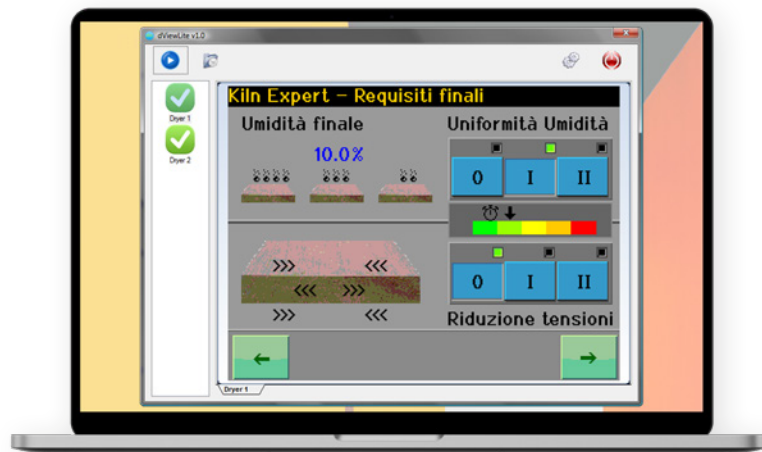 dViewLite v1.0
Dryer 1
Dryer 2
Kiln Expert – Requisiti finali
Umidità finale
Uniformità Umidità
10.0%
0 I II
0 I II
Riduzione tensioni
Dryer 1